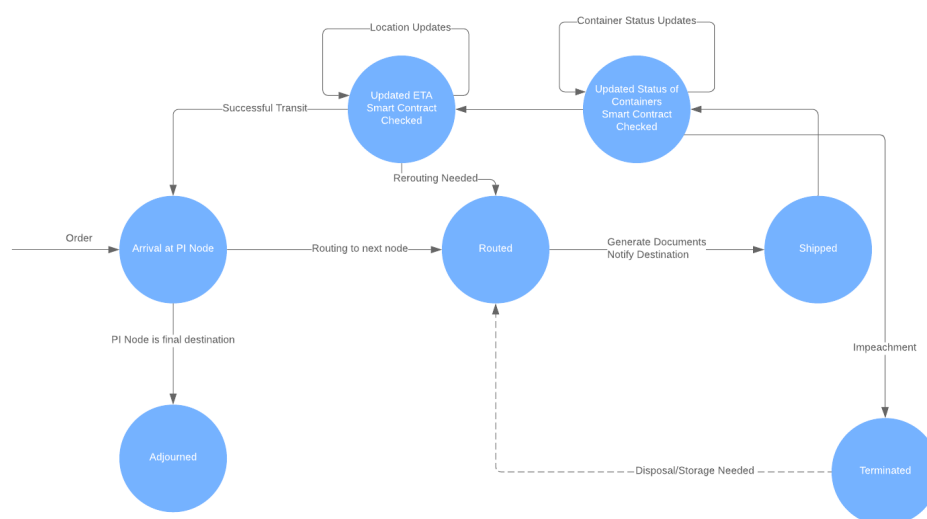 Location Updates
Container Status Updates
Updated ETA
Smart Contract
Checked
Updated Status of
Containers
Smart Contract
Checked
Successful Transit
Rerouting Needed
Order
Arrival at PI Node
Routing to next node
Routed
Generate Documents
Notify Destination
Shipped
PI Node is final destination
Impeachment
Adjourned
Disposal/Storage Needed
Terminated